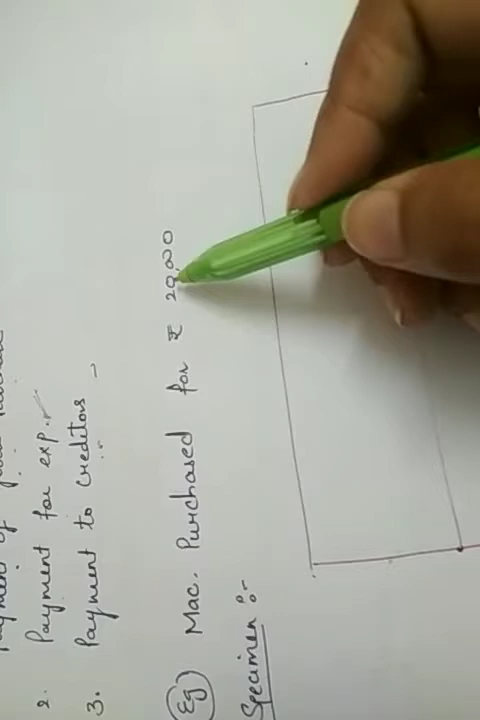 2. Payment for exp.
3. Payment to creditors -
Eg) Mac. Purchased for ₹ 20,000
Specimen :-